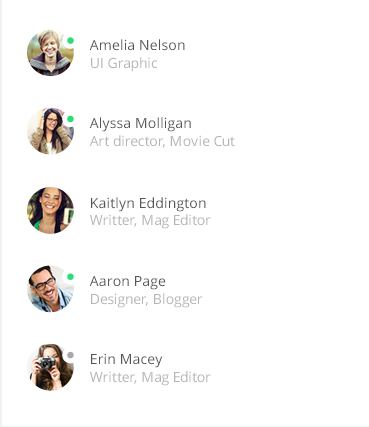 Amelia Nelson
UI Graphic
Alyssa Molligan
Art director, Movie Cut
Kaitlyn Eddington
Writter, Mag Editor
Aaron Page
Designer, Blogger
Erin Macey
Writter, Mag Editor